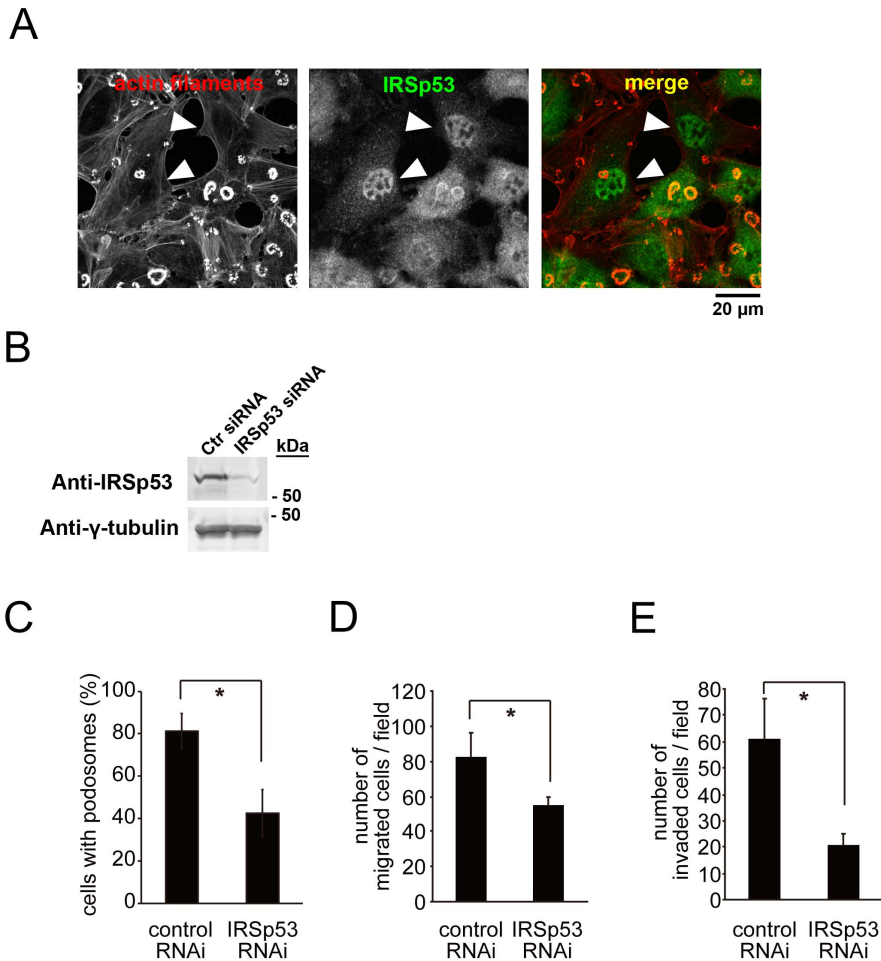 A
actin filaments
IRSp53
merge
20 µm
B
Ctr siRNA
IRSp53 siRNA
kDa
Anti-IRSp53
- 50
- 50
Anti-γ-tubulin
C
cells with podosomes (%)
100
80
60
40
20
0
*
control
RNAi
IRSp53
RNAi
D
number of
migrated cells / field
120
100
80
60
40
20
0
*
control
RNAi
IRSp53
RNAi
E
number of
invaded cells / field
80
70
60
50
40
30
20
10
0
*
control
RNAi
IRSp53
RNAi